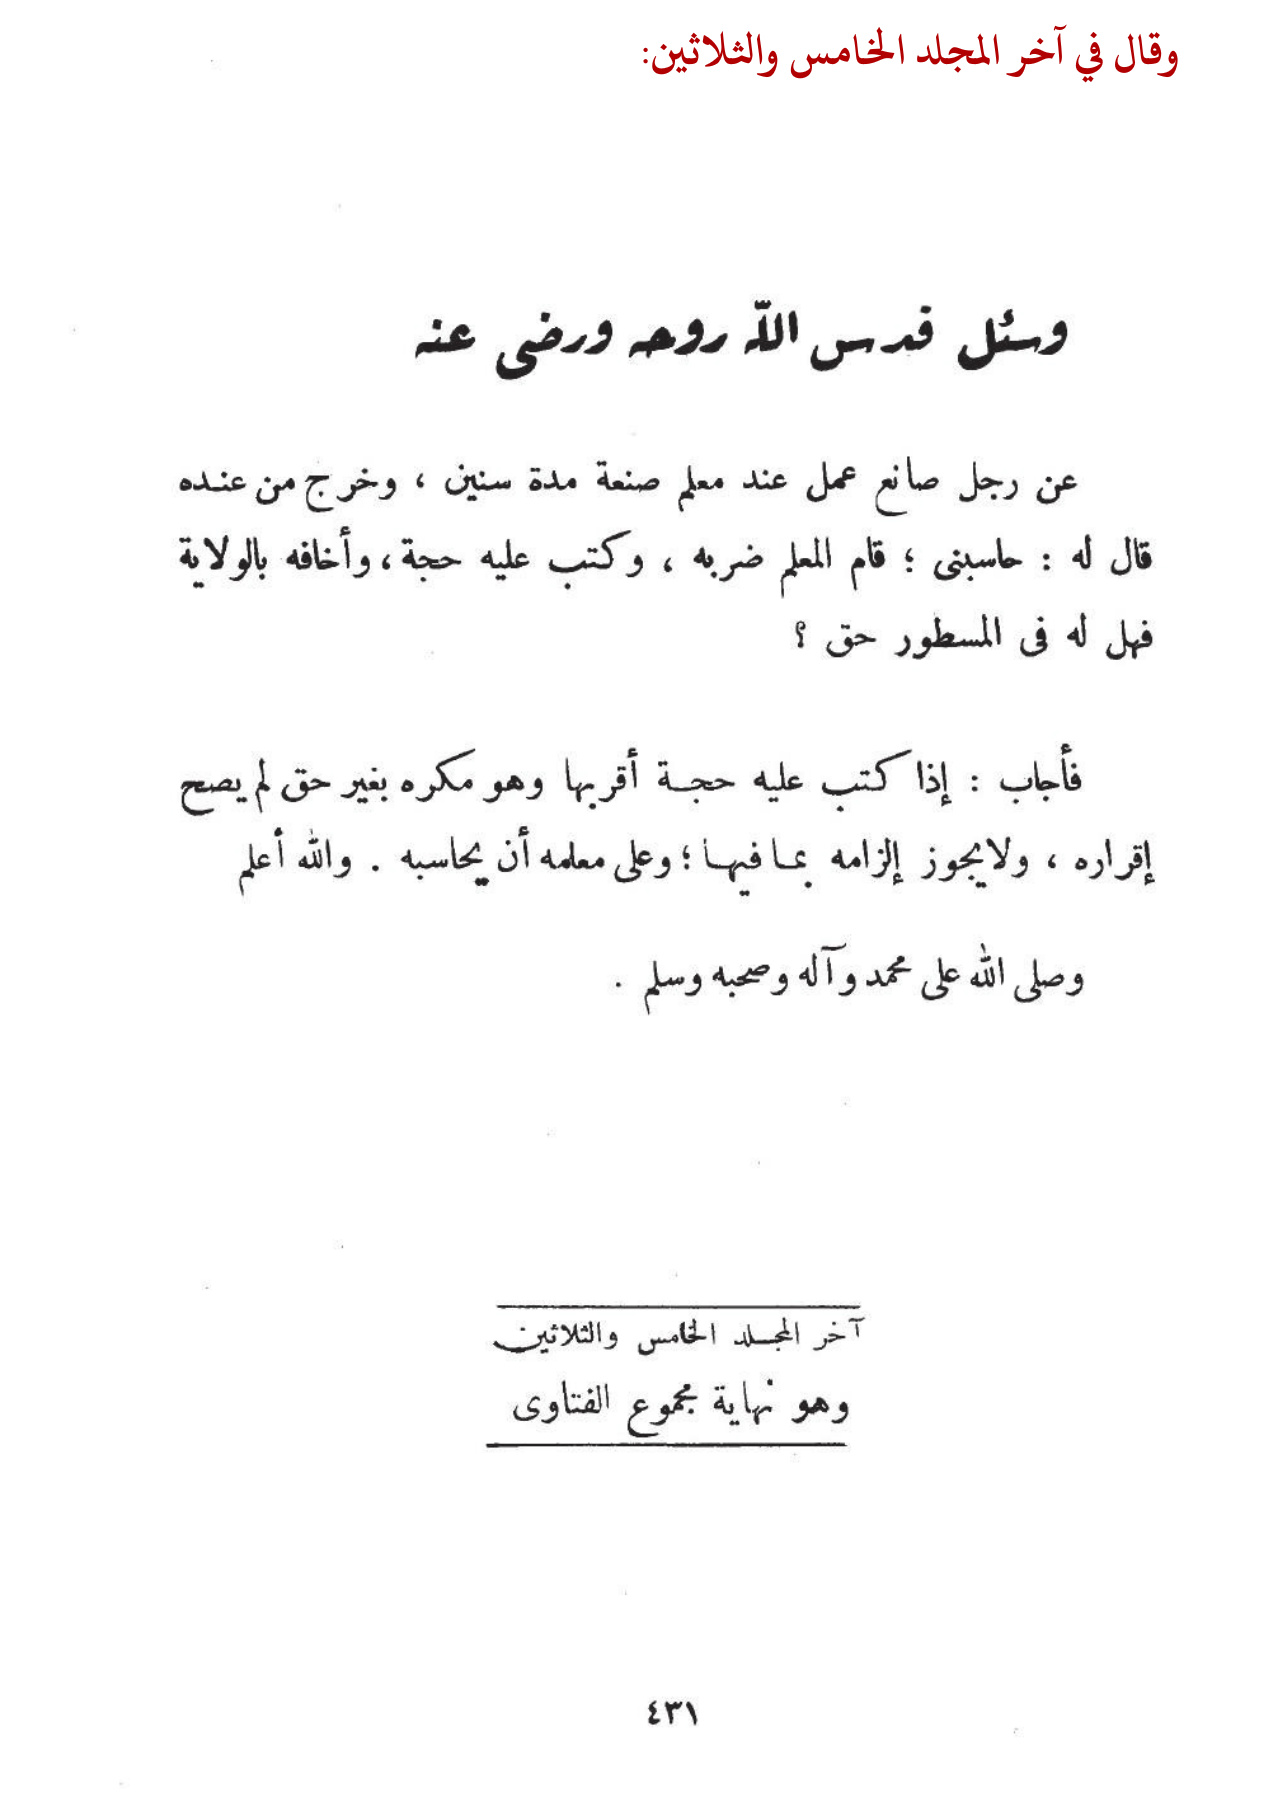 وقال في آخر المجلد الخامس والثلاثين:
وسئل قدس الله روحه ورضى عنه
عن رجل صانع عمل عند معلم صنعة مدة سنين ، وخرج من عنده
قال له : حاسبنى ؛ قام المعلم ضربه ، وكتب عليه حجة ، وأخافه بالولاية
فهل له فى المسطور حق ؟
فأجاب : إذا كتب عليه حجة أقر بها وهو مكره بغير حق لم يصح
إقراره ، ولا يجوز إلزامه بما فيها ؛ وعلى معلمه أن يحاسبه . والله أعلم
وصلى الله على محمد وآله وصحبه وسلم .
آخر المجلد الخامس والثلاثين
وهو نهاية مجموع الفتاوى
٤٣١